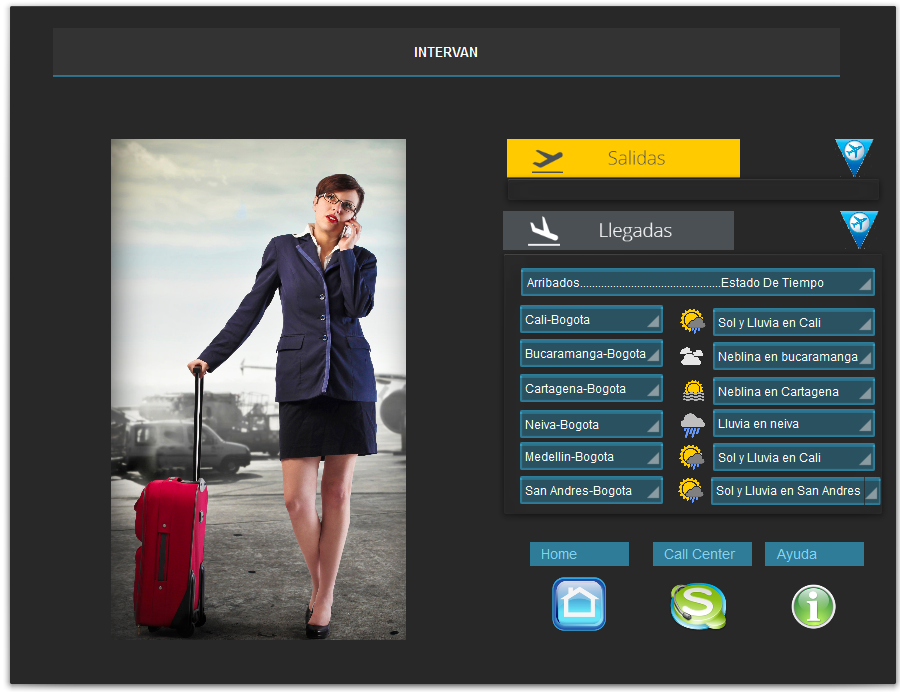 INTERVAN
Salidas
Llegadas
Arribados...............................................Estado De Tiempo
Cali-Bogota
Sol y Lluvia en Cali
Bucaramanga-Bogota
Neblina en bucaramanga
Cartagena-Bogota
Neblina en Cartagena
Neiva-Bogota
Lluvia en neiva
Medellin-Bogota
Sol y Lluvia en Cali
San Andres-Bogota
Sol y Lluvia en San Andres
Home
Call Center
Ayuda
S
i